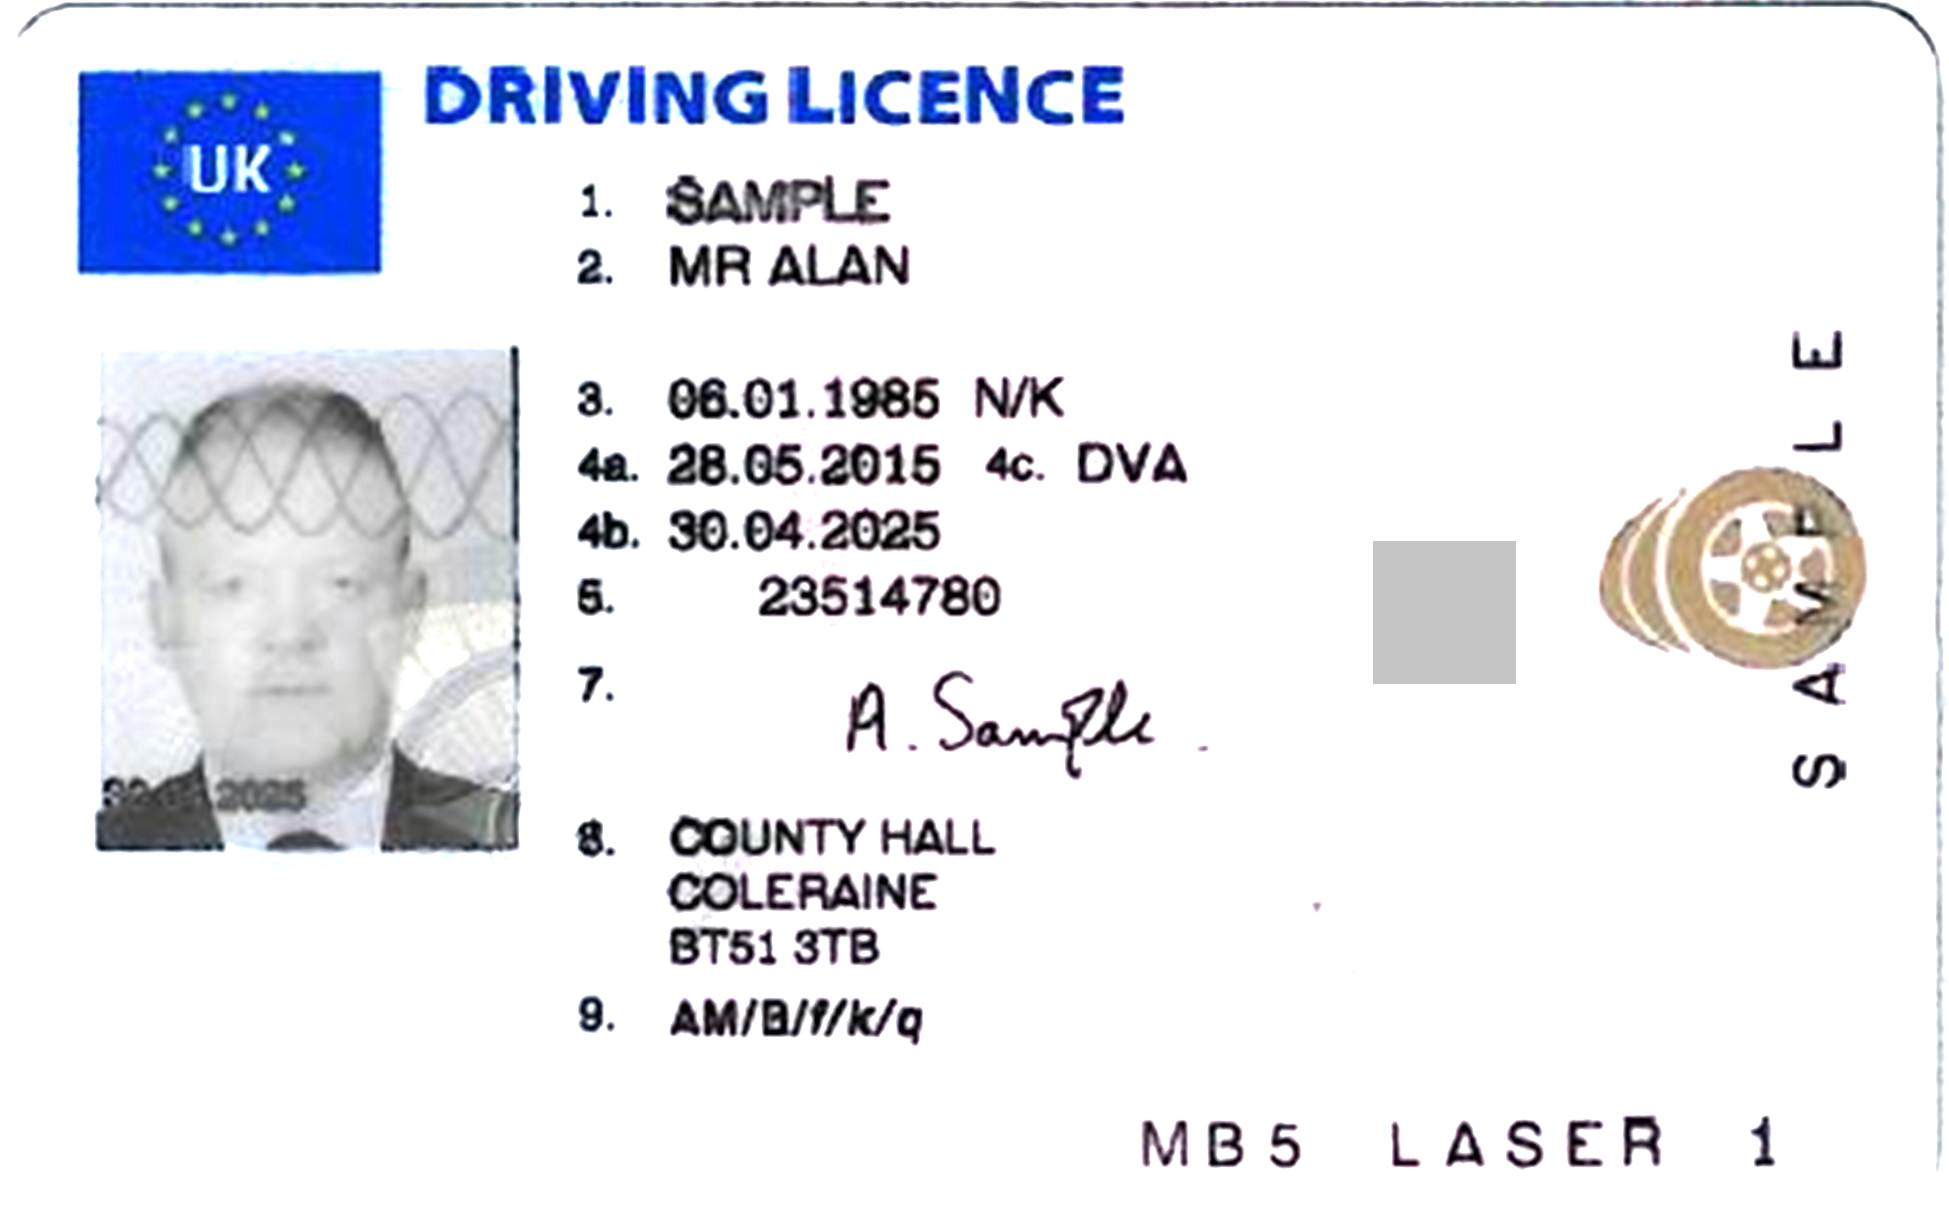 UK
DRIVING LICENCE
1. SAMPLE
2. MR ALAN
3. 06.01.1985 N/K
4a. 28.05.2015 4c. DVA
4b. 30.04.2025
5. 23514780
7. A. Sample
8. COUNTY HALL
COLERAINE
BT51 3TB
9. AM/B/f/k/q
MB5 LASER 1
SAMPLE
2025